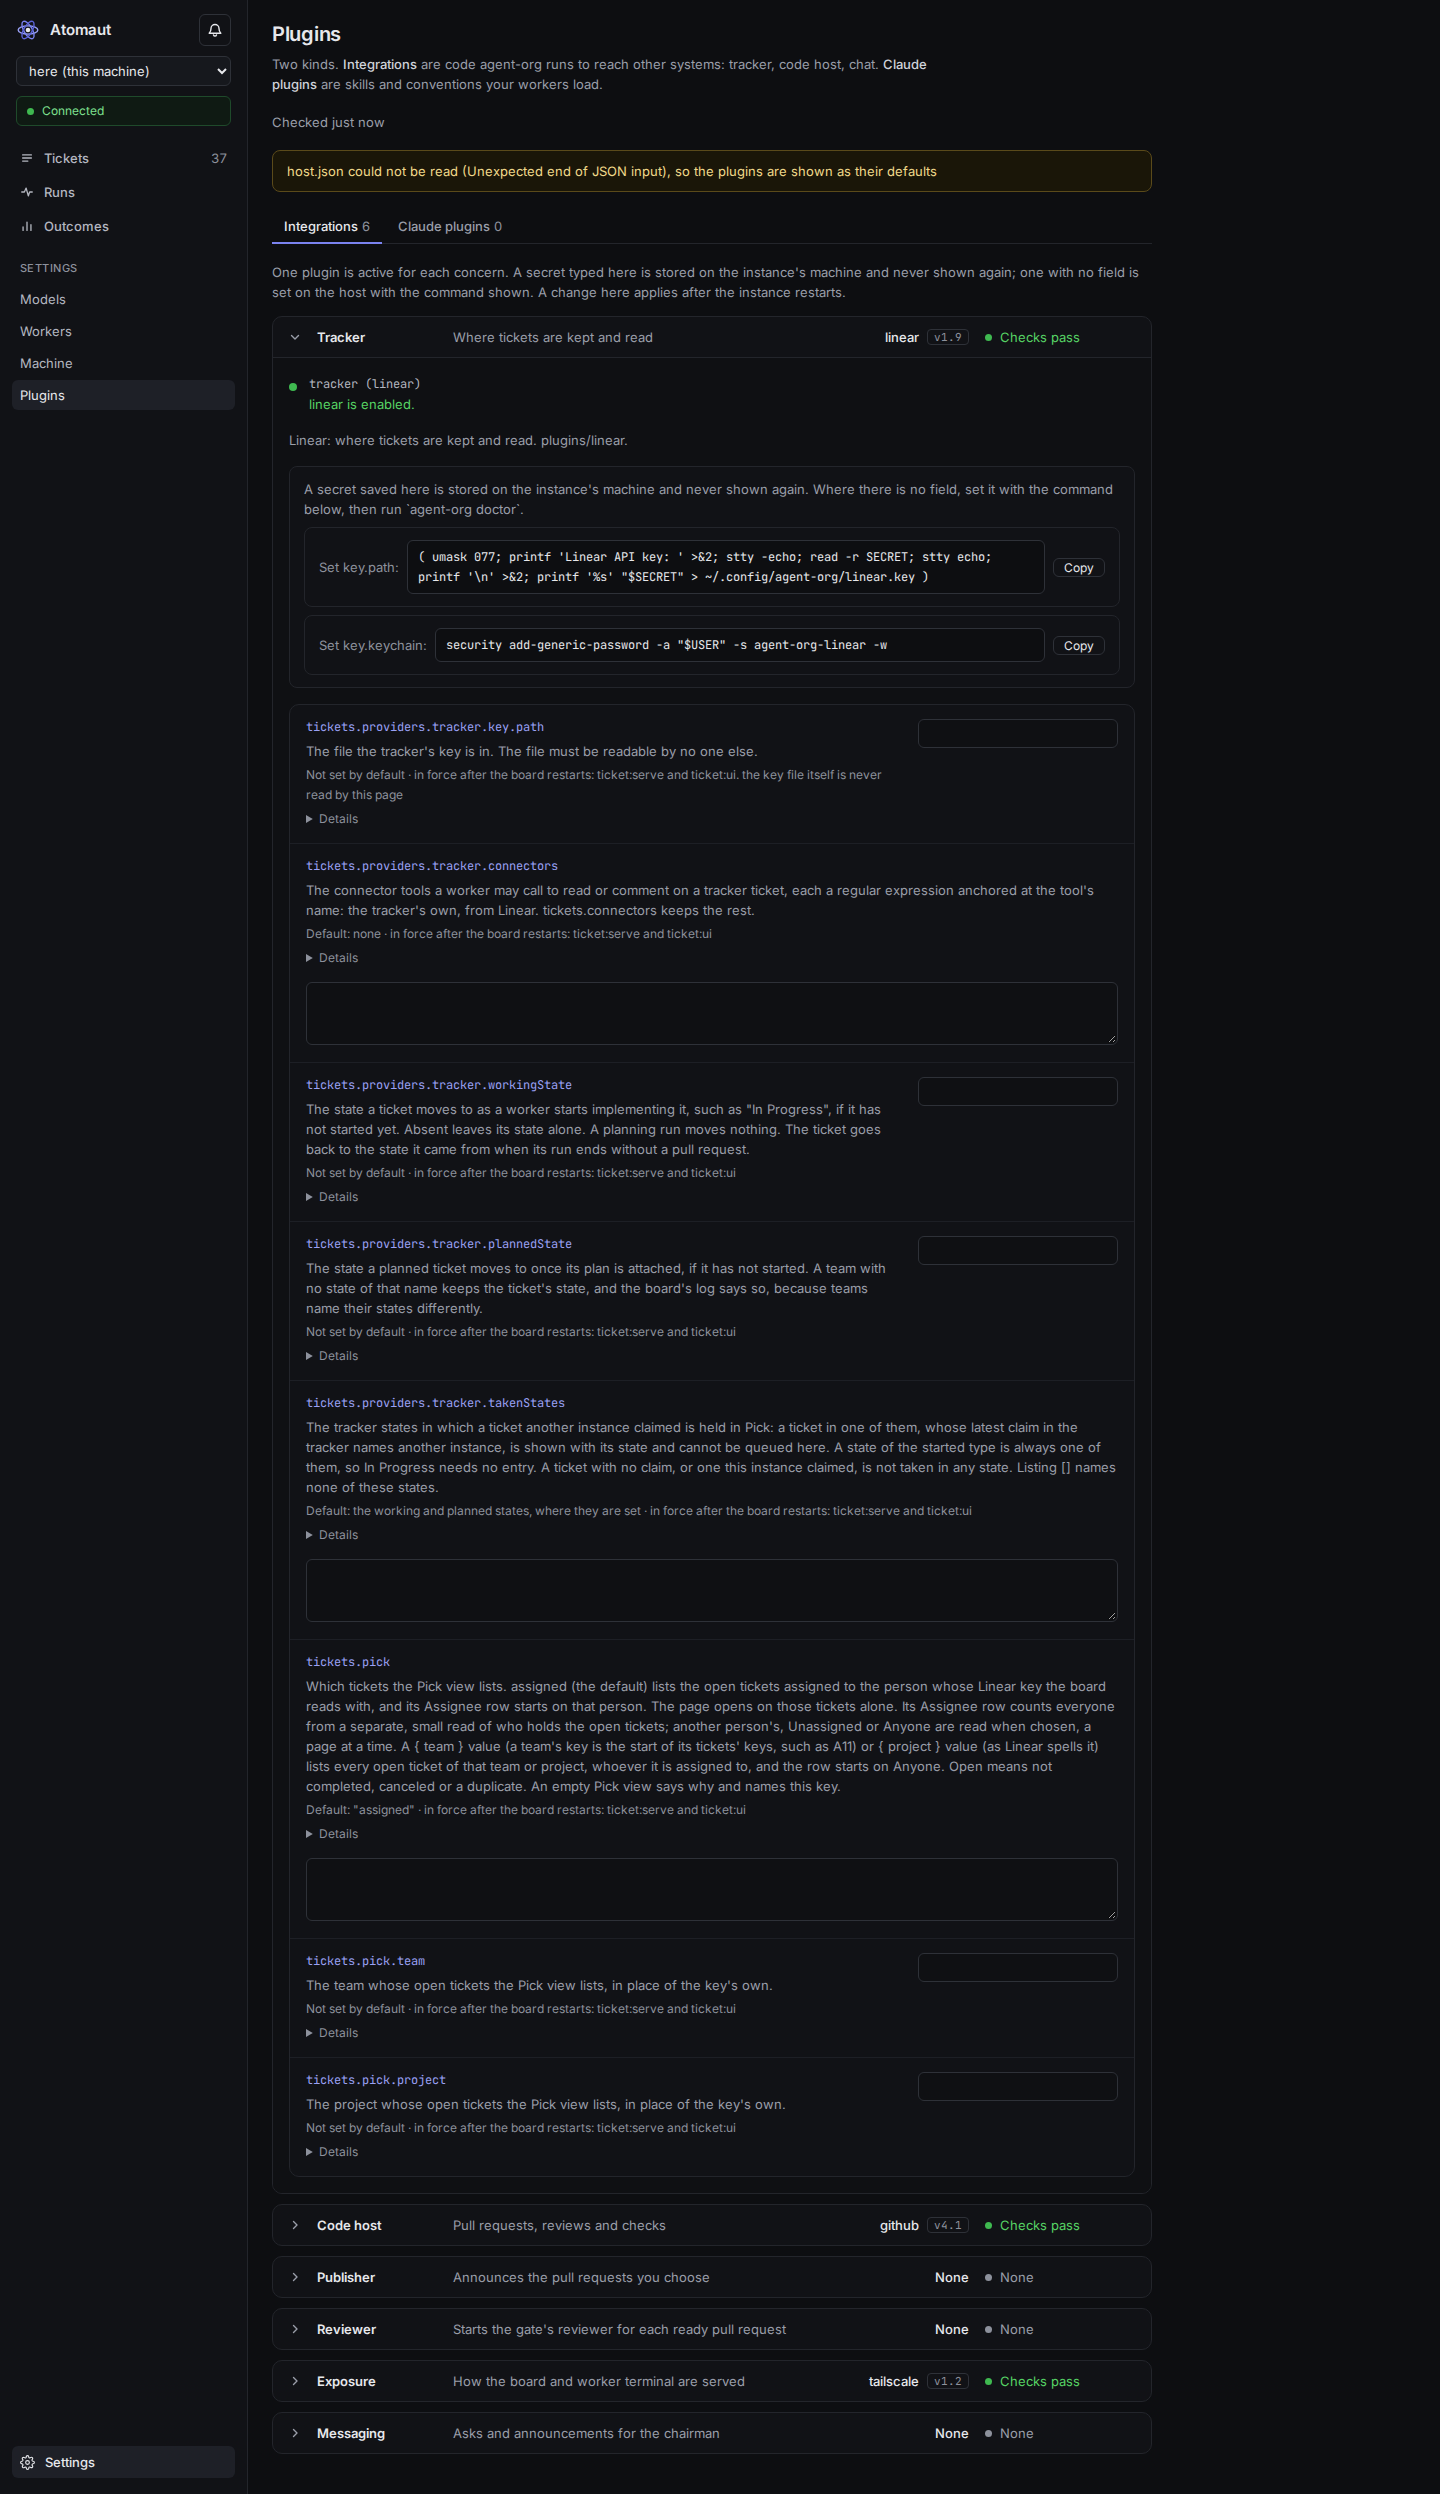 Atomaut
here (this machine)
Connected
Tickets 37
Runs
Outcomes
SETTINGS
Models
Workers
Machine
Plugins
Settings
Plugins
Two kinds. Integrations are code agent-org runs to reach other systems: tracker, code host, chat. Claude
plugins are skills and conventions your workers load.
Checked just now
host.json could not be read (Unexpected end of JSON input), so the plugins are shown as their defaults
Integrations 6 Claude plugins 0
One plugin is active for each concern. A secret typed here is stored on the instance's machine and never shown again; one with no field is
set on the host with the command shown. A change here applies after the instance restarts.
Tracker Where tickets are kept and read linear v1.9 Checks pass
tracker (linear)
linear is enabled.
Linear: where tickets are kept and read. plugins/linear.
A secret saved here is stored on the instance's machine and never shown again. Where there is no field, set it with the command
below, then run `agent-org doctor`.
Set key.path: ( umask 077; printf 'Linear API key: ' >&2; stty -echo; read -r SECRET; stty echo;
printf '\n' >&2; printf '%s' "$SECRET" > ~/.config/agent-org/linear.key )
Copy
Set key.keychain: security add-generic-password -a "$USER" -s agent-org-linear -w Copy
tickets.providers.tracker.key.path
The file the tracker's key is in. The file must be readable by no one else.
Not set by default · in force after the board restarts: ticket:serve and ticket:ui. the key file itself is never
read by this page
Details
tickets.providers.tracker.connectors
The connector tools a worker may call to read or comment on a tracker ticket, each a regular expression anchored at the tool's
name: the tracker's own, from Linear. tickets.connectors keeps the rest.
Default: none · in force after the board restarts: ticket:serve and ticket:ui
Details
tickets.providers.tracker.workingState
The state a ticket moves to as a worker starts implementing it, such as "In Progress", if it has
not started yet. Absent leaves its state alone. A planning run moves nothing. The ticket goes
back to the state it came from when its run ends without a pull request.
Not set by default · in force after the board restarts: ticket:serve and ticket:ui
Details
tickets.providers.tracker.plannedState
The state a planned ticket moves to once its plan is attached, if it has not started. A team with
no state of that name keeps the ticket's state, and the board's log says so, because teams
name their states differently.
Not set by default · in force after the board restarts: ticket:serve and ticket:ui
Details
tickets.providers.tracker.takenStates
The tracker states in which a ticket another instance claimed is held in Pick: a ticket in one of them, whose latest claim in the
tracker names another instance, is shown with its state and cannot be queued here. A state of the started type is always one of
them, so In Progress needs no entry. A ticket with no claim, or one this instance claimed, is not taken in any state. Listing [] names
none of these states.
Default: the working and planned states, where they are set · in force after the board restarts: ticket:serve and ticket:ui
Details
tickets.pick
Which tickets the Pick view lists. assigned (the default) lists the open tickets assigned to the person whose Linear key the board
reads with, and its Assignee row starts on that person. The page opens on those tickets alone. Its Assignee row counts everyone
from a separate, small read of who holds the open tickets; another person's, Unassigned or Anyone are read when chosen, a
page at a time. A { team } value (a team's key is the start of its tickets' keys, such as A11) or { project } value (as Linear spells it)
lists every open ticket of that team or project, whoever it is assigned to, and the row starts on Anyone. Open means not
completed, canceled or a duplicate. An empty Pick view says why and names this key.
Default: "assigned" · in force after the board restarts: ticket:serve and ticket:ui
Details
tickets.pick.team
The team whose open tickets the Pick view lists, in place of the key's own.
Not set by default · in force after the board restarts: ticket:serve and ticket:ui
Details
tickets.pick.project
The project whose open tickets the Pick view lists, in place of the key's own.
Not set by default · in force after the board restarts: ticket:serve and ticket:ui
Details
Code host Pull requests, reviews and checks github v4.1 Checks pass
Publisher Announces the pull requests you choose None None
Reviewer Starts the gate's reviewer for each ready pull request None None
Exposure How the board and worker terminal are served tailscale v1.2 Checks pass
Messaging Asks and announcements for the chairman None None